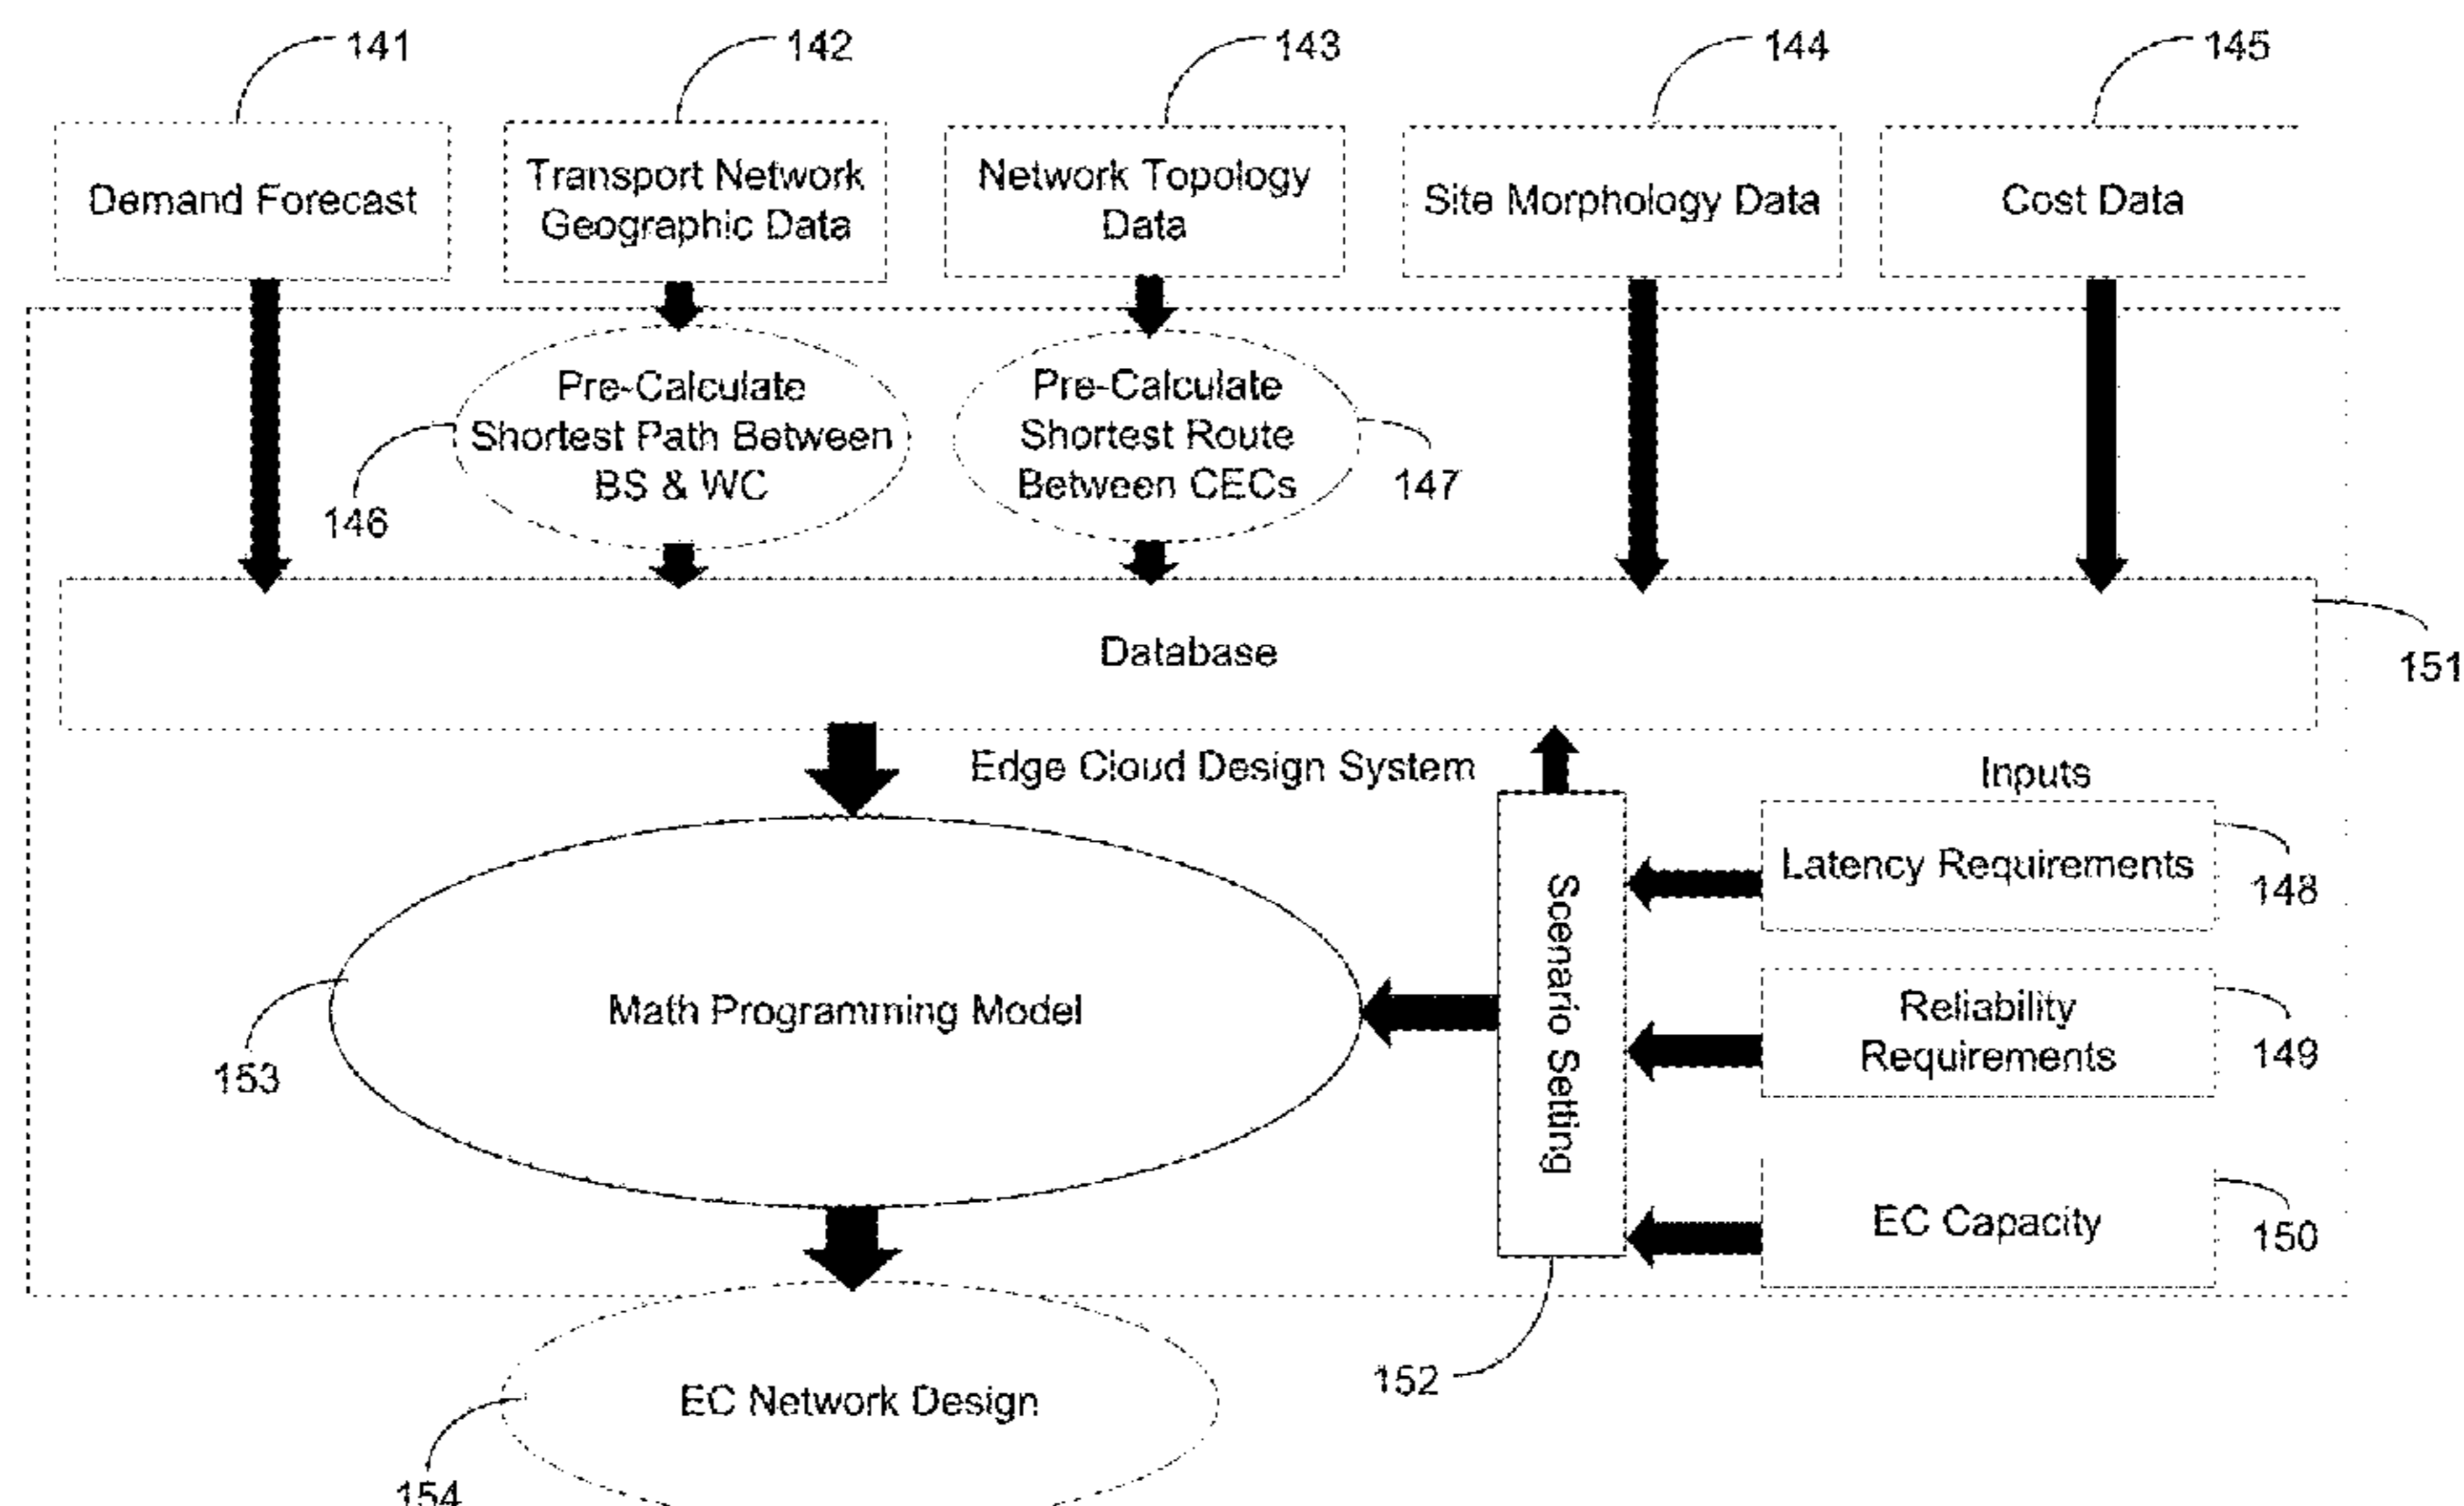 141
142
143
144
145
Demand Forecast
Transport Network
Geographic Data
Network Topology
Data
Site Morphology Data
Cost Data
Pre-Calculate
Shortest Path Between
BS & WC
146
Pre-Calculate
Shortest Route
Between CECs
147
Database
151
Edge Cloud Design System
Inputs
Latency Requirements
148
Scenario Setting
Reliability
Requirements
149
Math Programming Model
153
EC Capacity
150
152
EC Network Design
154